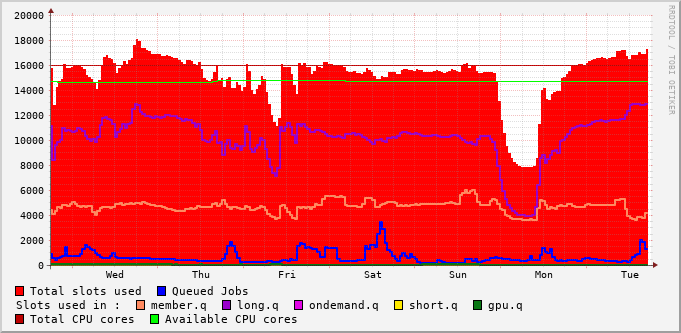 20000
18000
16000
14000
12000
10000
8000
6000
4000
2000
0
Wed Thu Fri Sat Sun Mon Tue
RRDTOOL / TOBI OETIKER
Total slots used Queued Jobs
Slots used in : member.q long.q ondemand.q short.q gpu.q
Total CPU cores Available CPU cores